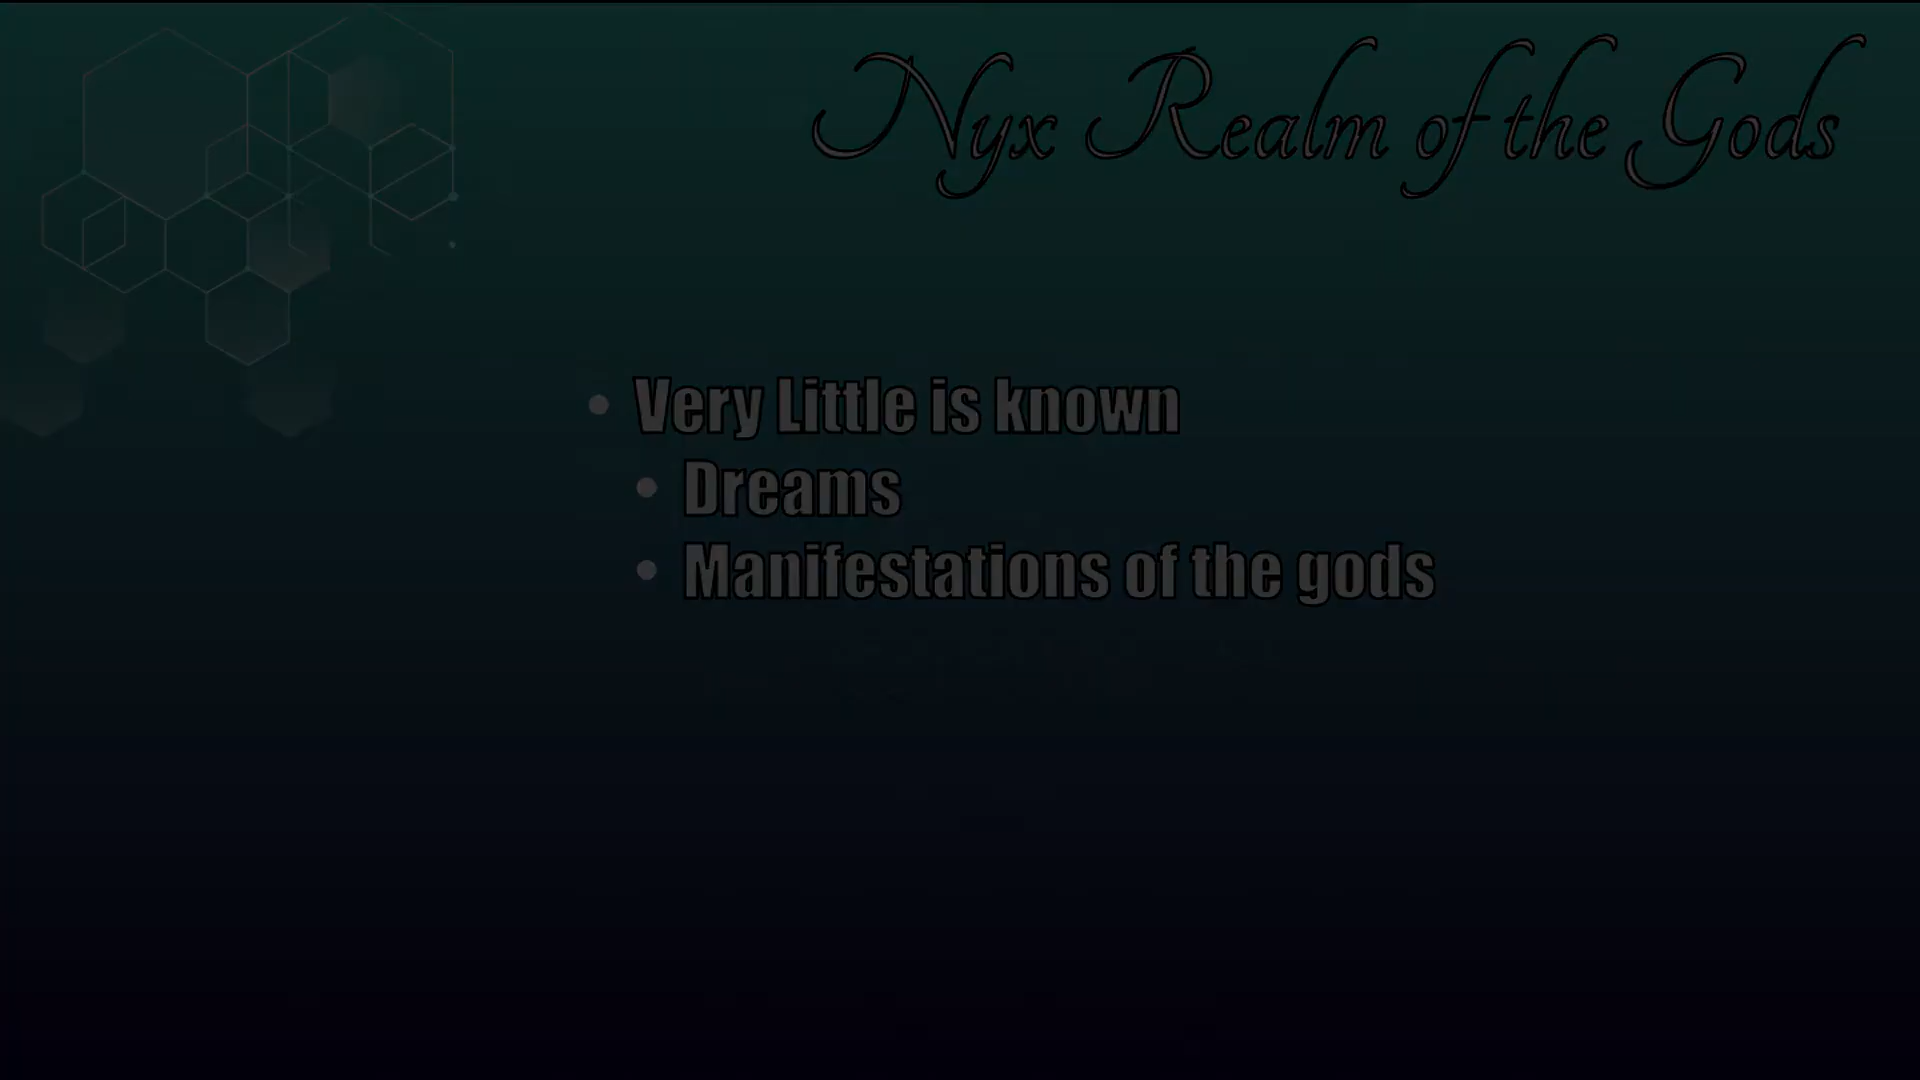 Nyx Realm of the Gods
• Very Little is known
• Dreams
• Manifestations of the gods